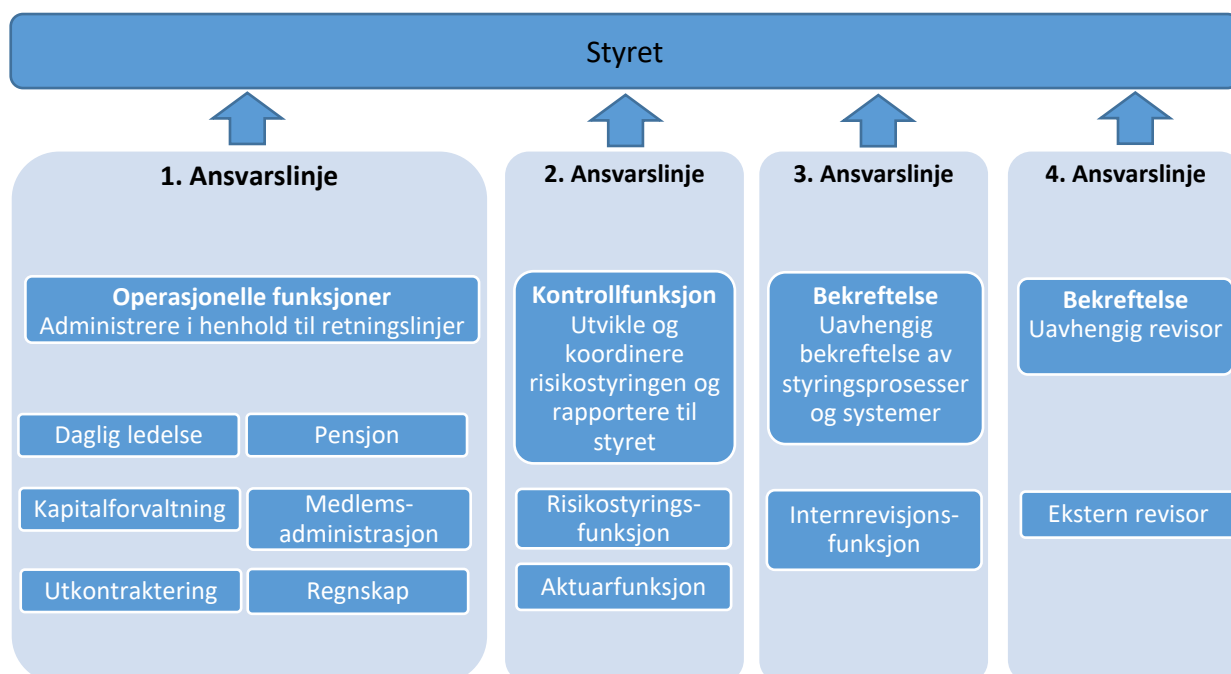 Styret
1. Ansvarslinje
Operasjonelle funksjoner
Administrere i henhold til retningslinjer
Daglig ledelse
Pensjon
Kapitalforvaltning
Medlems-
administrasjon
Utkontraktering
Regnskap
2. Ansvarslinje
Kontrollfunksjon
Utvikle og
koordinere
risikostyringen og
rapportere til
styret
Risikostyrings-
funksjon
Aktuarfunksjon
3. Ansvarslinje
Bekreftelse
Uavhengig
bekreftelse av
styringsprosesser
og systemer
Internrevisjons-
funksjon
4. Ansvarslinje
Bekreftelse
Uavhengig revisor
Ekstern revisor